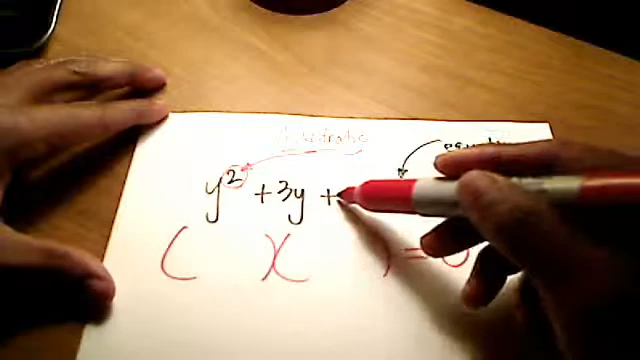 Quadratic
y² + 3y +
(    )(    ) = 0